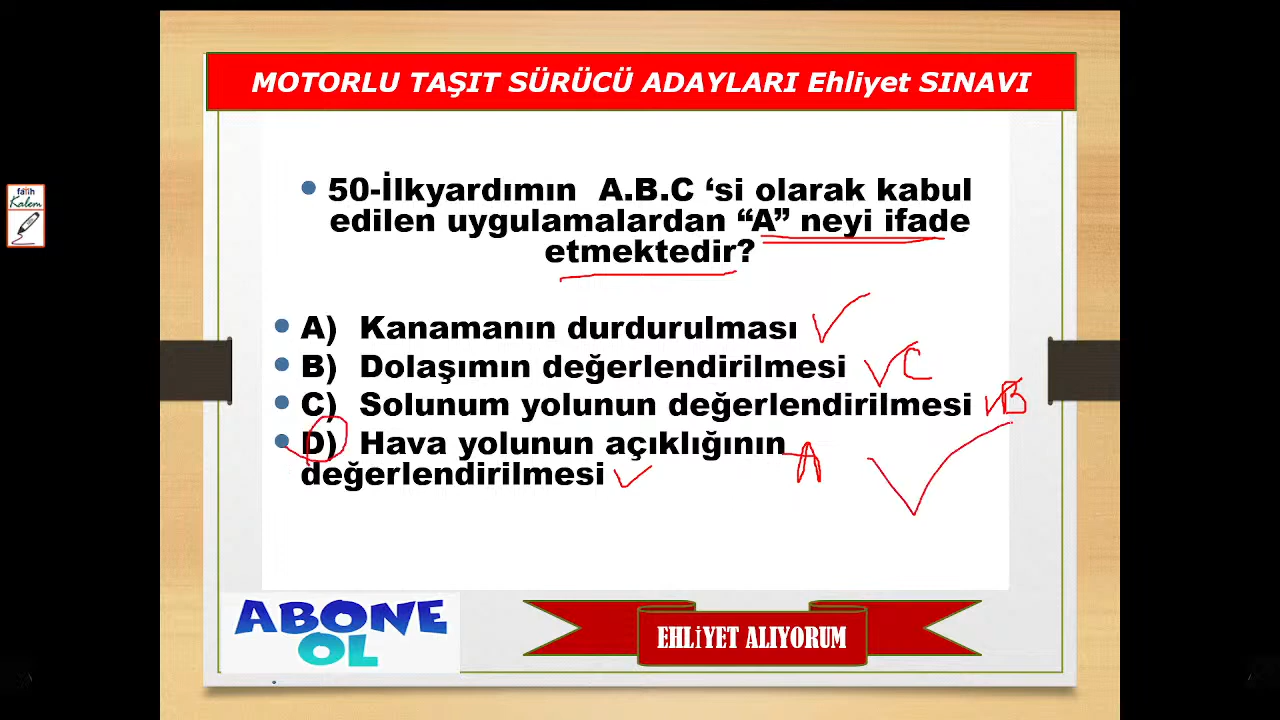 MOTORLU TAŞIT SÜRÜCÜ ADAYLARI Ehliyet SINAVI
fatih
Kalem
50-İlkyardımın A.B.C ‘si olarak kabul
edilen uygulamalardan “A” neyi ifade
etmektedir?
A) Kanamanın durdurulması
B) Dolaşımın değerlendirilmesi C
C) Solunum yolunun değerlendirilmesi B
D) Hava yolunun açıklığının A
değerlendirilmesi
ABONE
OL
EHLİYET ALIYORUM